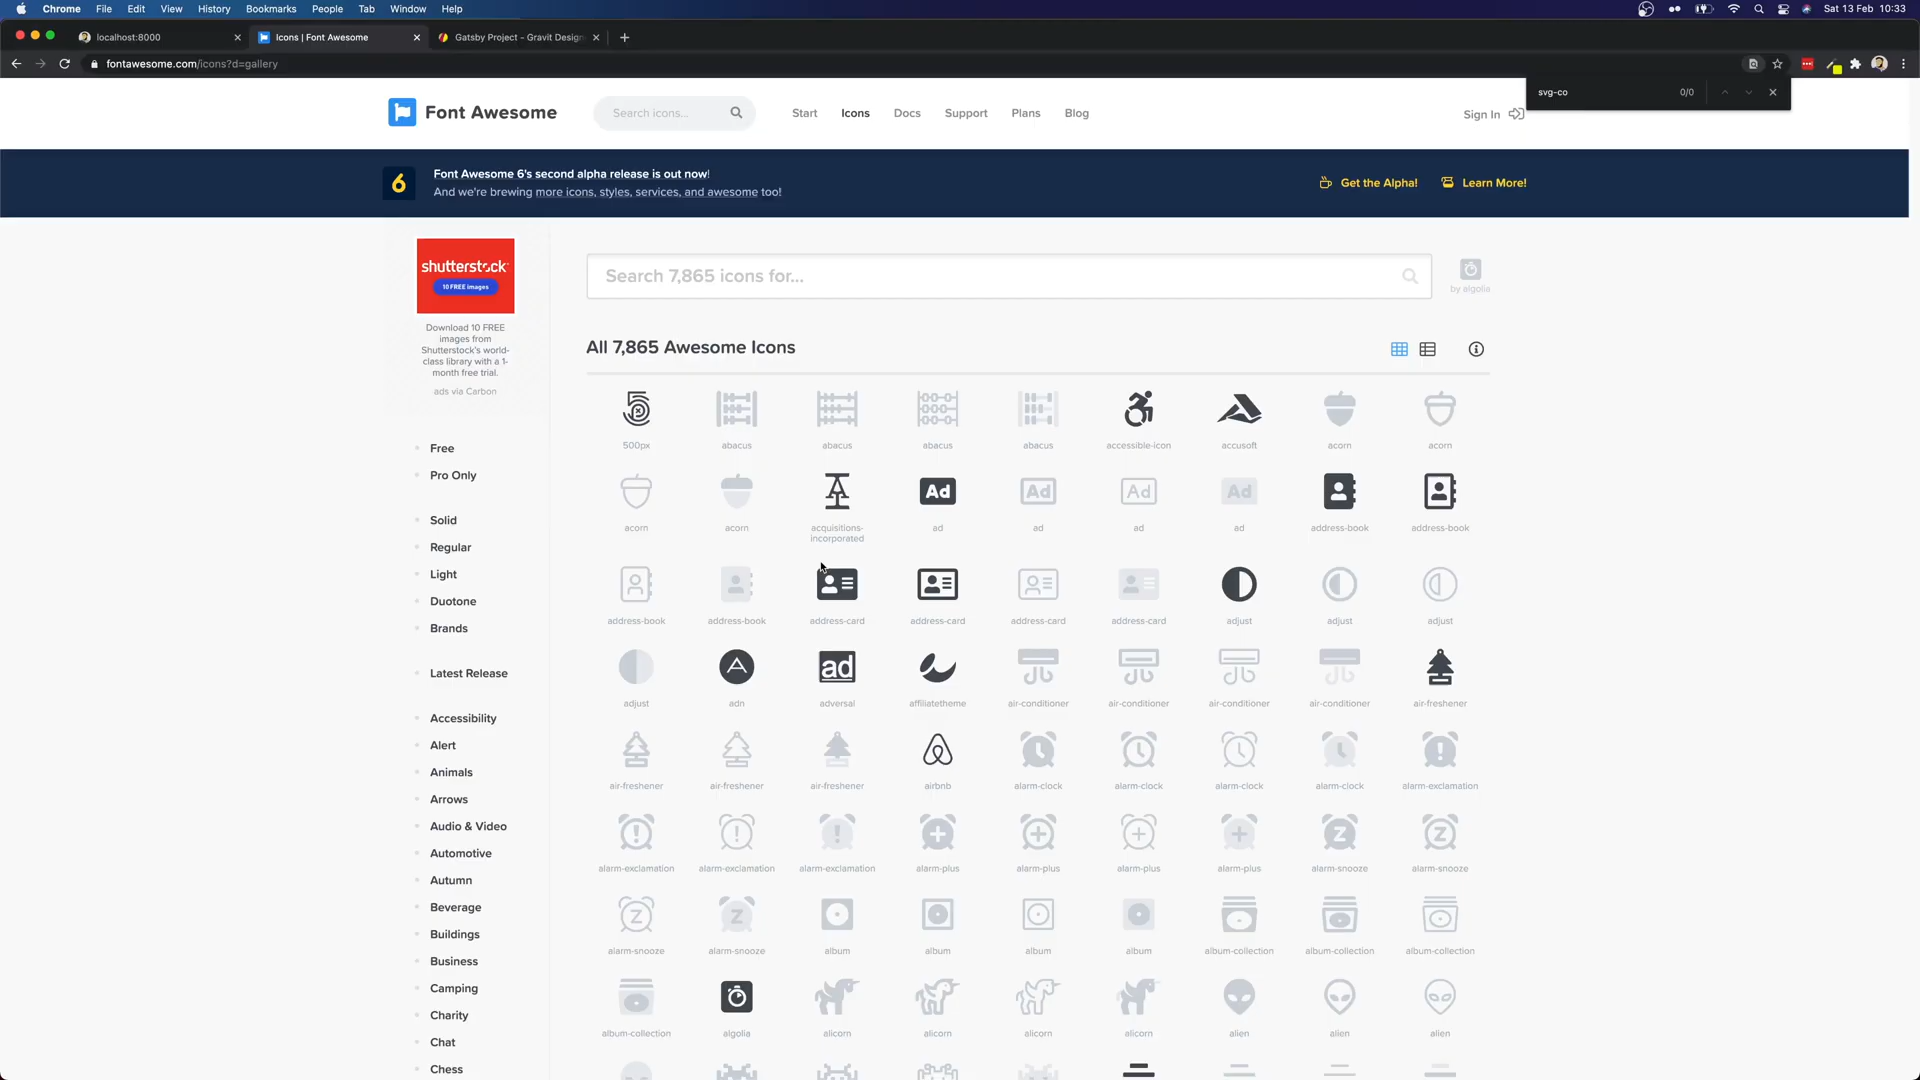 Chrome File Edit View History Bookmarks People Tab Window Help
Sat 13 Feb 10:33
localhost:8000
Icons | Font Awesome
Gatsby Project - Gravit Design
fontawesome.com/icons?d=gallery
svg-co 0/0
Font Awesome
Search icons...
Start Icons Docs Support Plans Blog
Sign In
6
Font Awesome 6's second alpha release is out now!
And we're brewing more icons, styles, services, and awesome too!
Get the Alpha! Learn More!
shutterstock
10 FREE images
Download 10 FREE
images from
Shutterstock's world-
class library with a 1-
month free trial.
ads via Carbon
Search 7,865 icons for...
by algolia
All 7,865 Awesome Icons
Free
Pro Only
Solid
Regular
Light
Duotone
Brands
Latest Release
Accessibility
Alert
Animals
Arrows
Audio & Video
Automotive
Autumn
Beverage
Buildings
Business
Camping
Charity
Chat
Chess
500px abacus abacus abacus abacus accessible-icon accusoft acorn acorn
Ad Ad Ad Ad
acorn acorn acquisitions-
incorporated ad ad ad ad address-book address-book
address-book address-book address-card address-card address-card address-card adjust adjust adjust
ad
adjust adn adversal affiliatetheme air-conditioner air-conditioner air-conditioner air-conditioner air-freshener
air-freshener air-freshener air-freshener airbnb alarm-clock alarm-clock alarm-clock alarm-clock alarm-exclamation
alarm-exclamation alarm-exclamation alarm-exclamation alarm-plus alarm-plus alarm-plus alarm-plus alarm-snooze alarm-snooze
alarm-snooze alarm-snooze album album album album album-collection album-collection album-collection
album-collection algolia alicorn alicorn alicorn alicorn alien alien alien